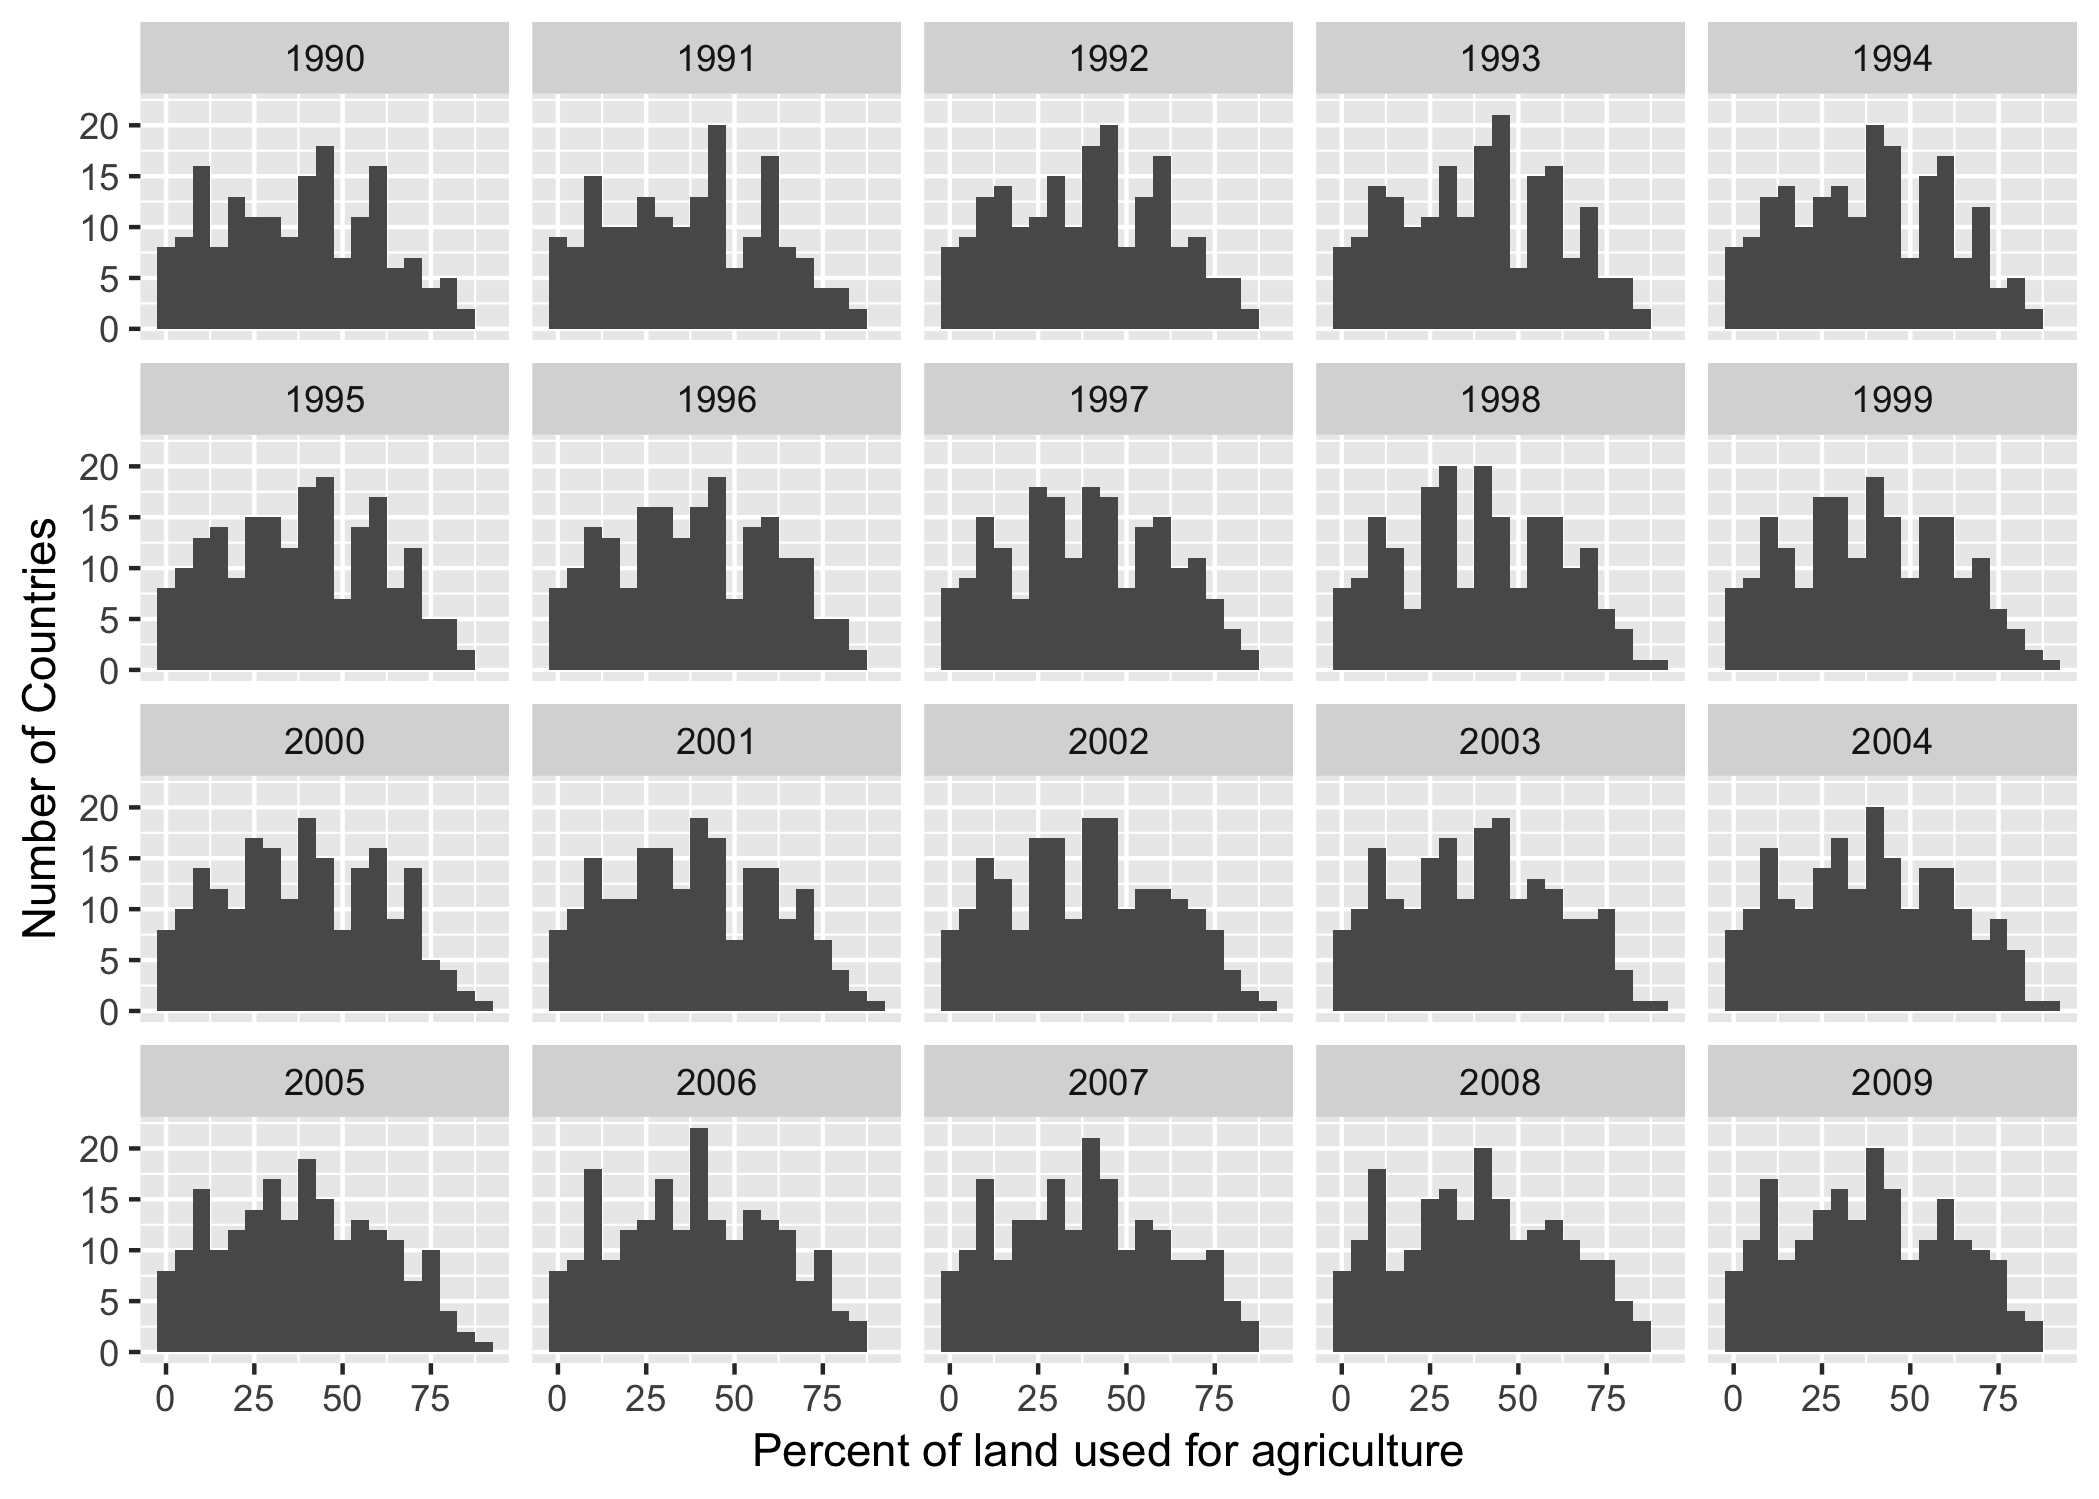 1990 1991 1992 1993 1994
20
15
10
5
0
1995 1996 1997 1998 1999
20
15
10
5
0
2000 2001 2002 2003 2004
20
15
10
5
0
2005 2006 2007 2008 2009
20
15
10
5
0
0 25 50 75 0 25 50 75 0 25 50 75 0 25 50 75 0 25 50 75
Number of Countries
Percent of land used for agriculture